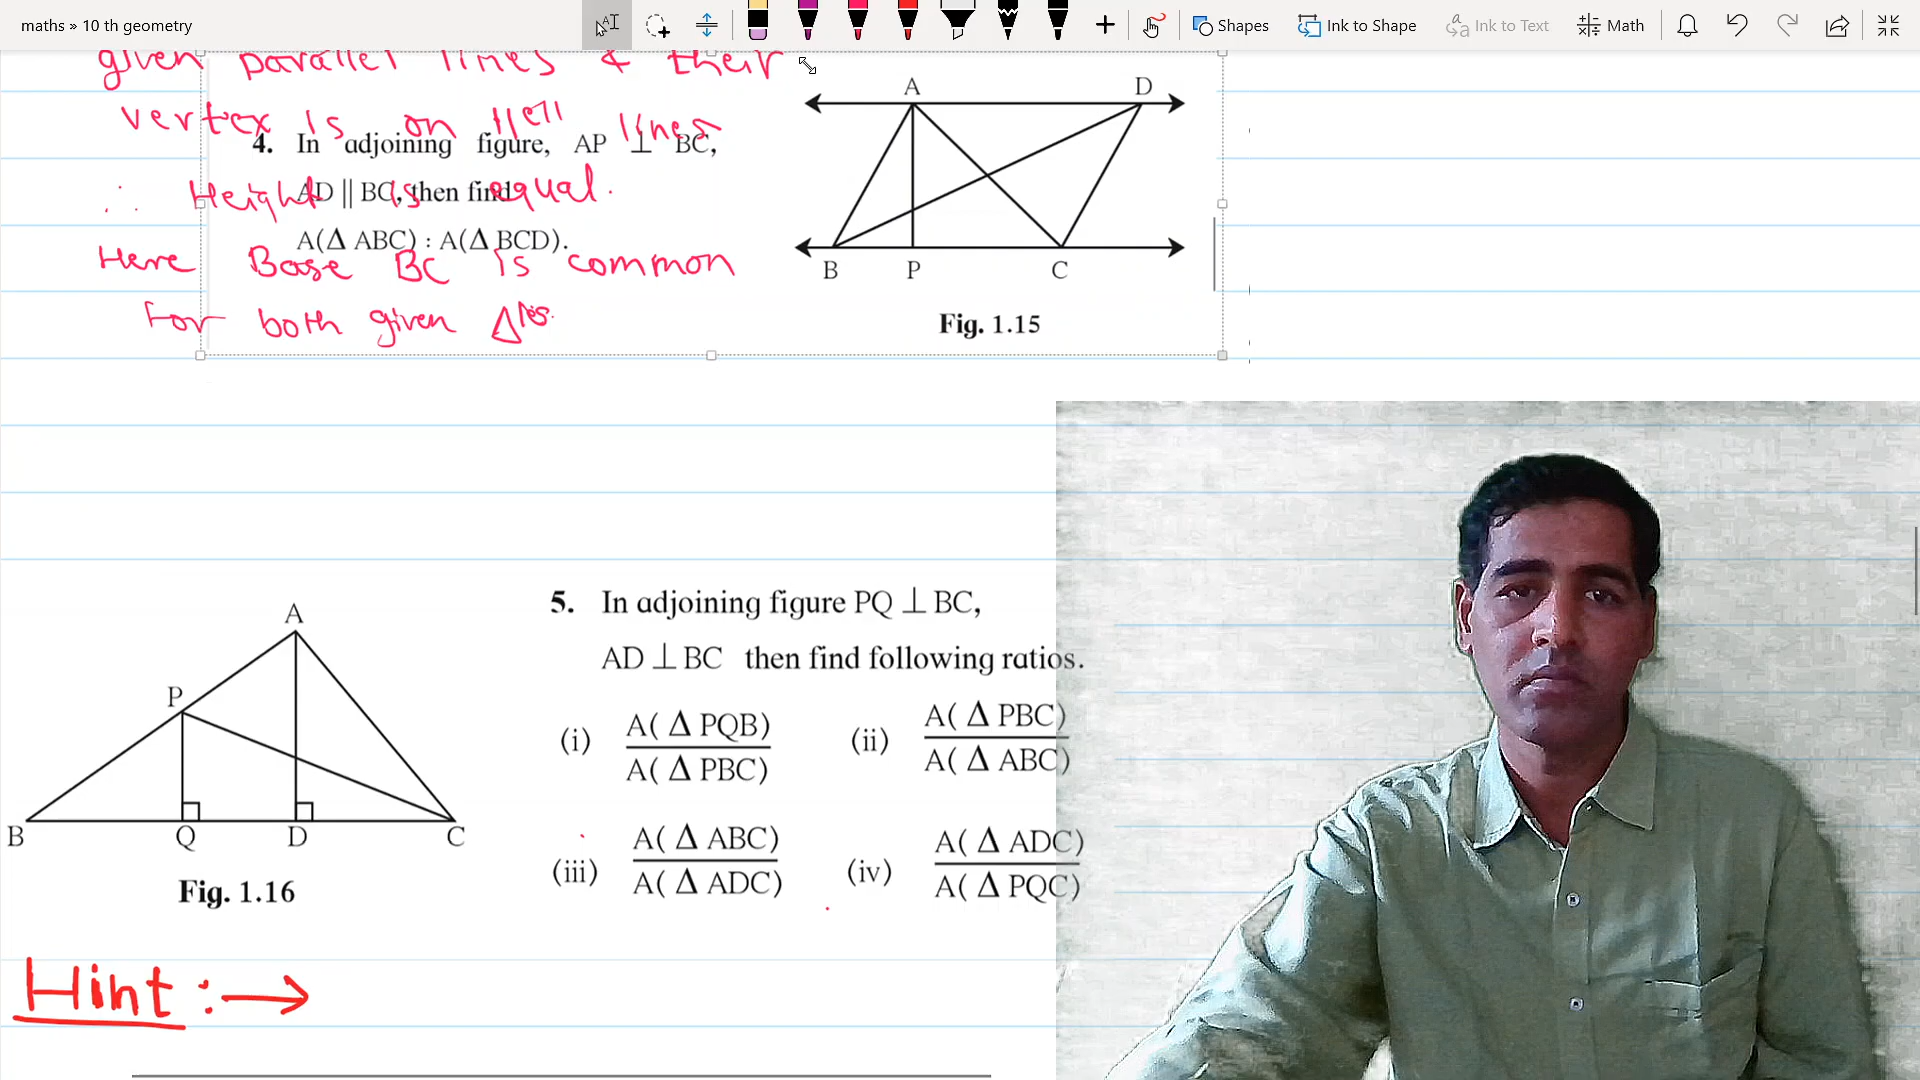 maths » 10 th geometry
Shapes
Ink to Shape
Ink to Text
Math
given parallel lines & their
vertex is on llell lines
4. In adjoining figure, AP ⊥ BC,
AD || BC, then find
∴ Height is equal.
A(Δ ABC) : A(Δ BCD).
Here Base BC is common
For both given Δles.
A D
B P C
Fig. 1.15
5. In adjoining figure PQ ⊥ BC,
AD ⊥ BC then find following ratios.
(i) A( Δ PQB) / A( Δ PBC)
(ii) A( Δ PBC) / A( Δ ABC)
(iii) A( Δ ABC) / A( Δ ADC)
(iv) A( Δ ADC) / A( Δ PQC)
A
P
B Q D C
Fig. 1.16
Hint :→